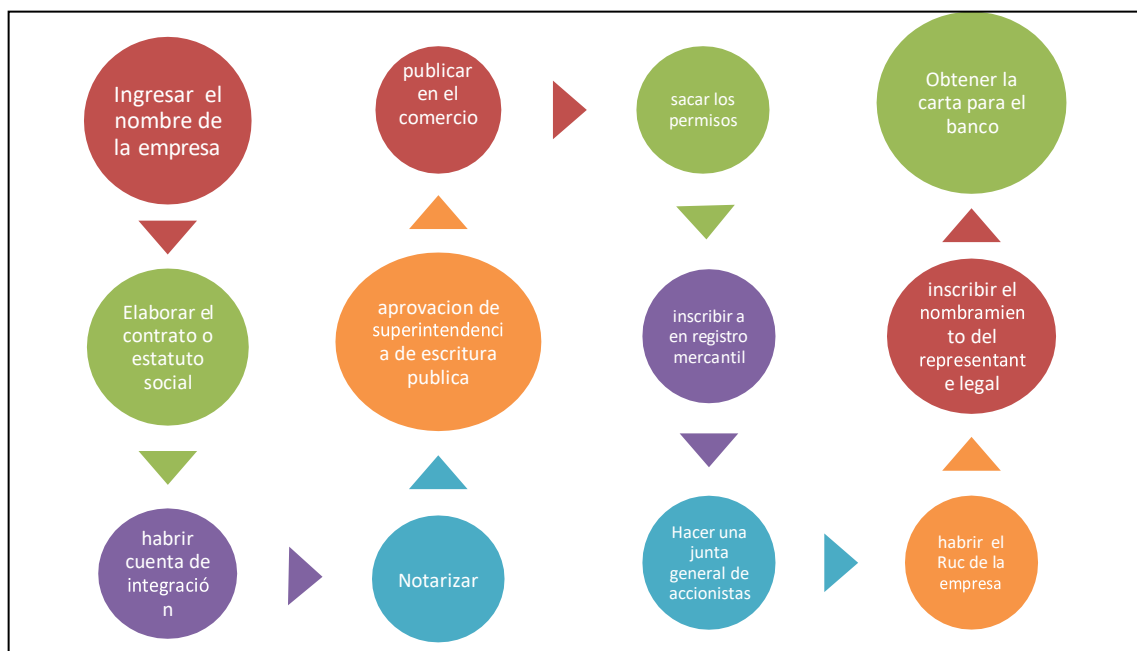 Ingresar el
nombre de
la empresa
Elaborar el
contrato o
estatuto
social
habrir
cuenta de
integració
n
Notarizar
aprovacion de
superintendenci
a de escritura
publica
publicar
en el
comercio
sacar los
permisos
inscribir a
en registro
mercantil
Hacer una
junta
general de
accionistas
habrir el
Ruc de la
empresa
inscribir el
nombramie
nto del
representant
e legal
Obtener la
carta para el
banco